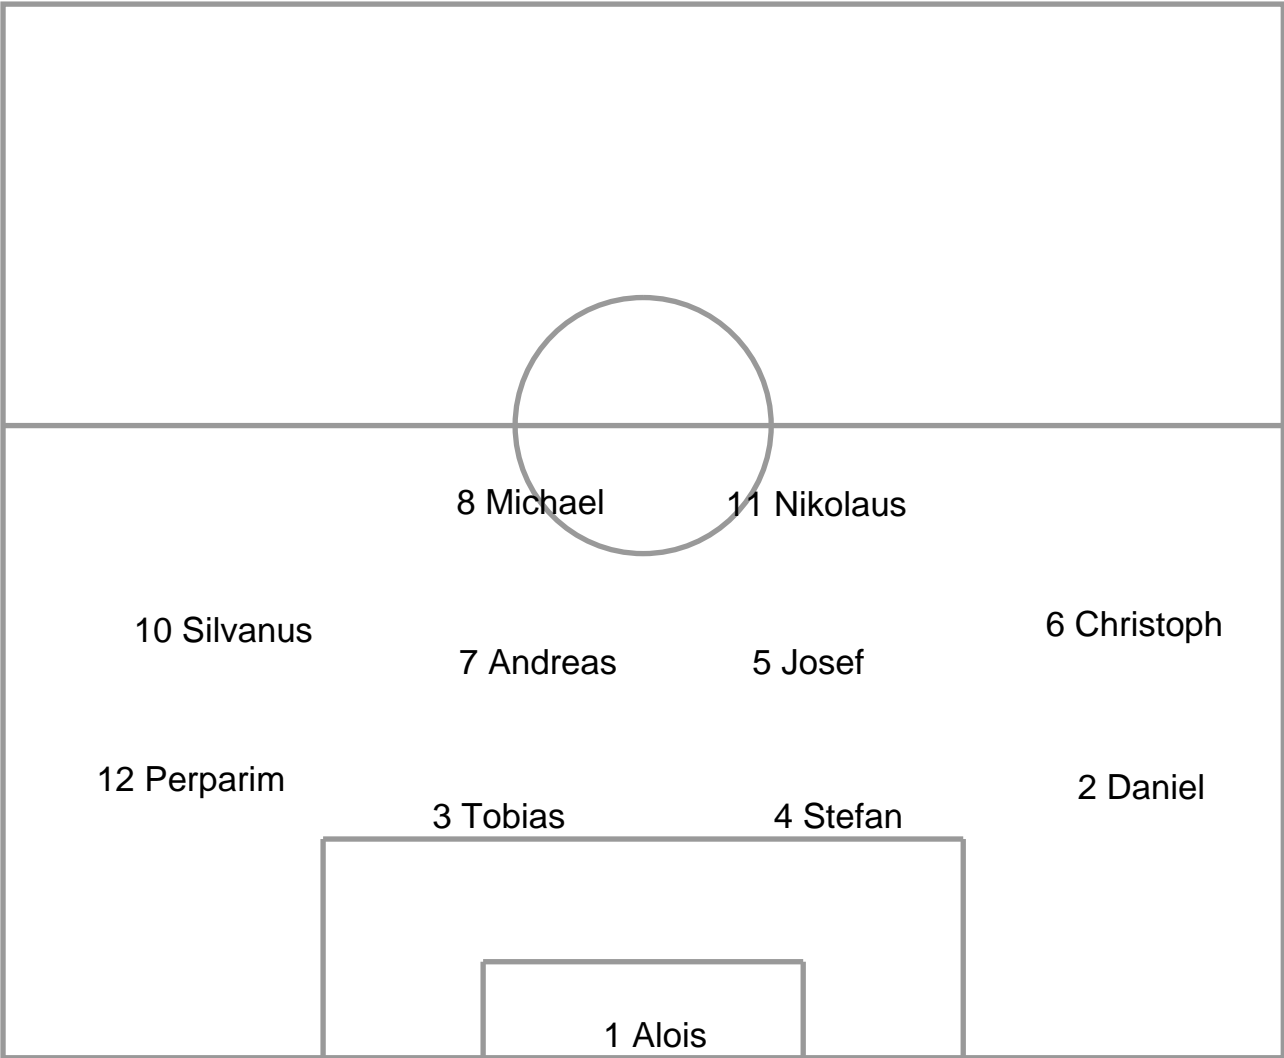 8 Michael
11 Nikolaus
10 Silvanus
6 Christoph
7 Andreas
5 Josef
12 Perparim
2 Daniel
3 Tobias
4 Stefan
1 Alois